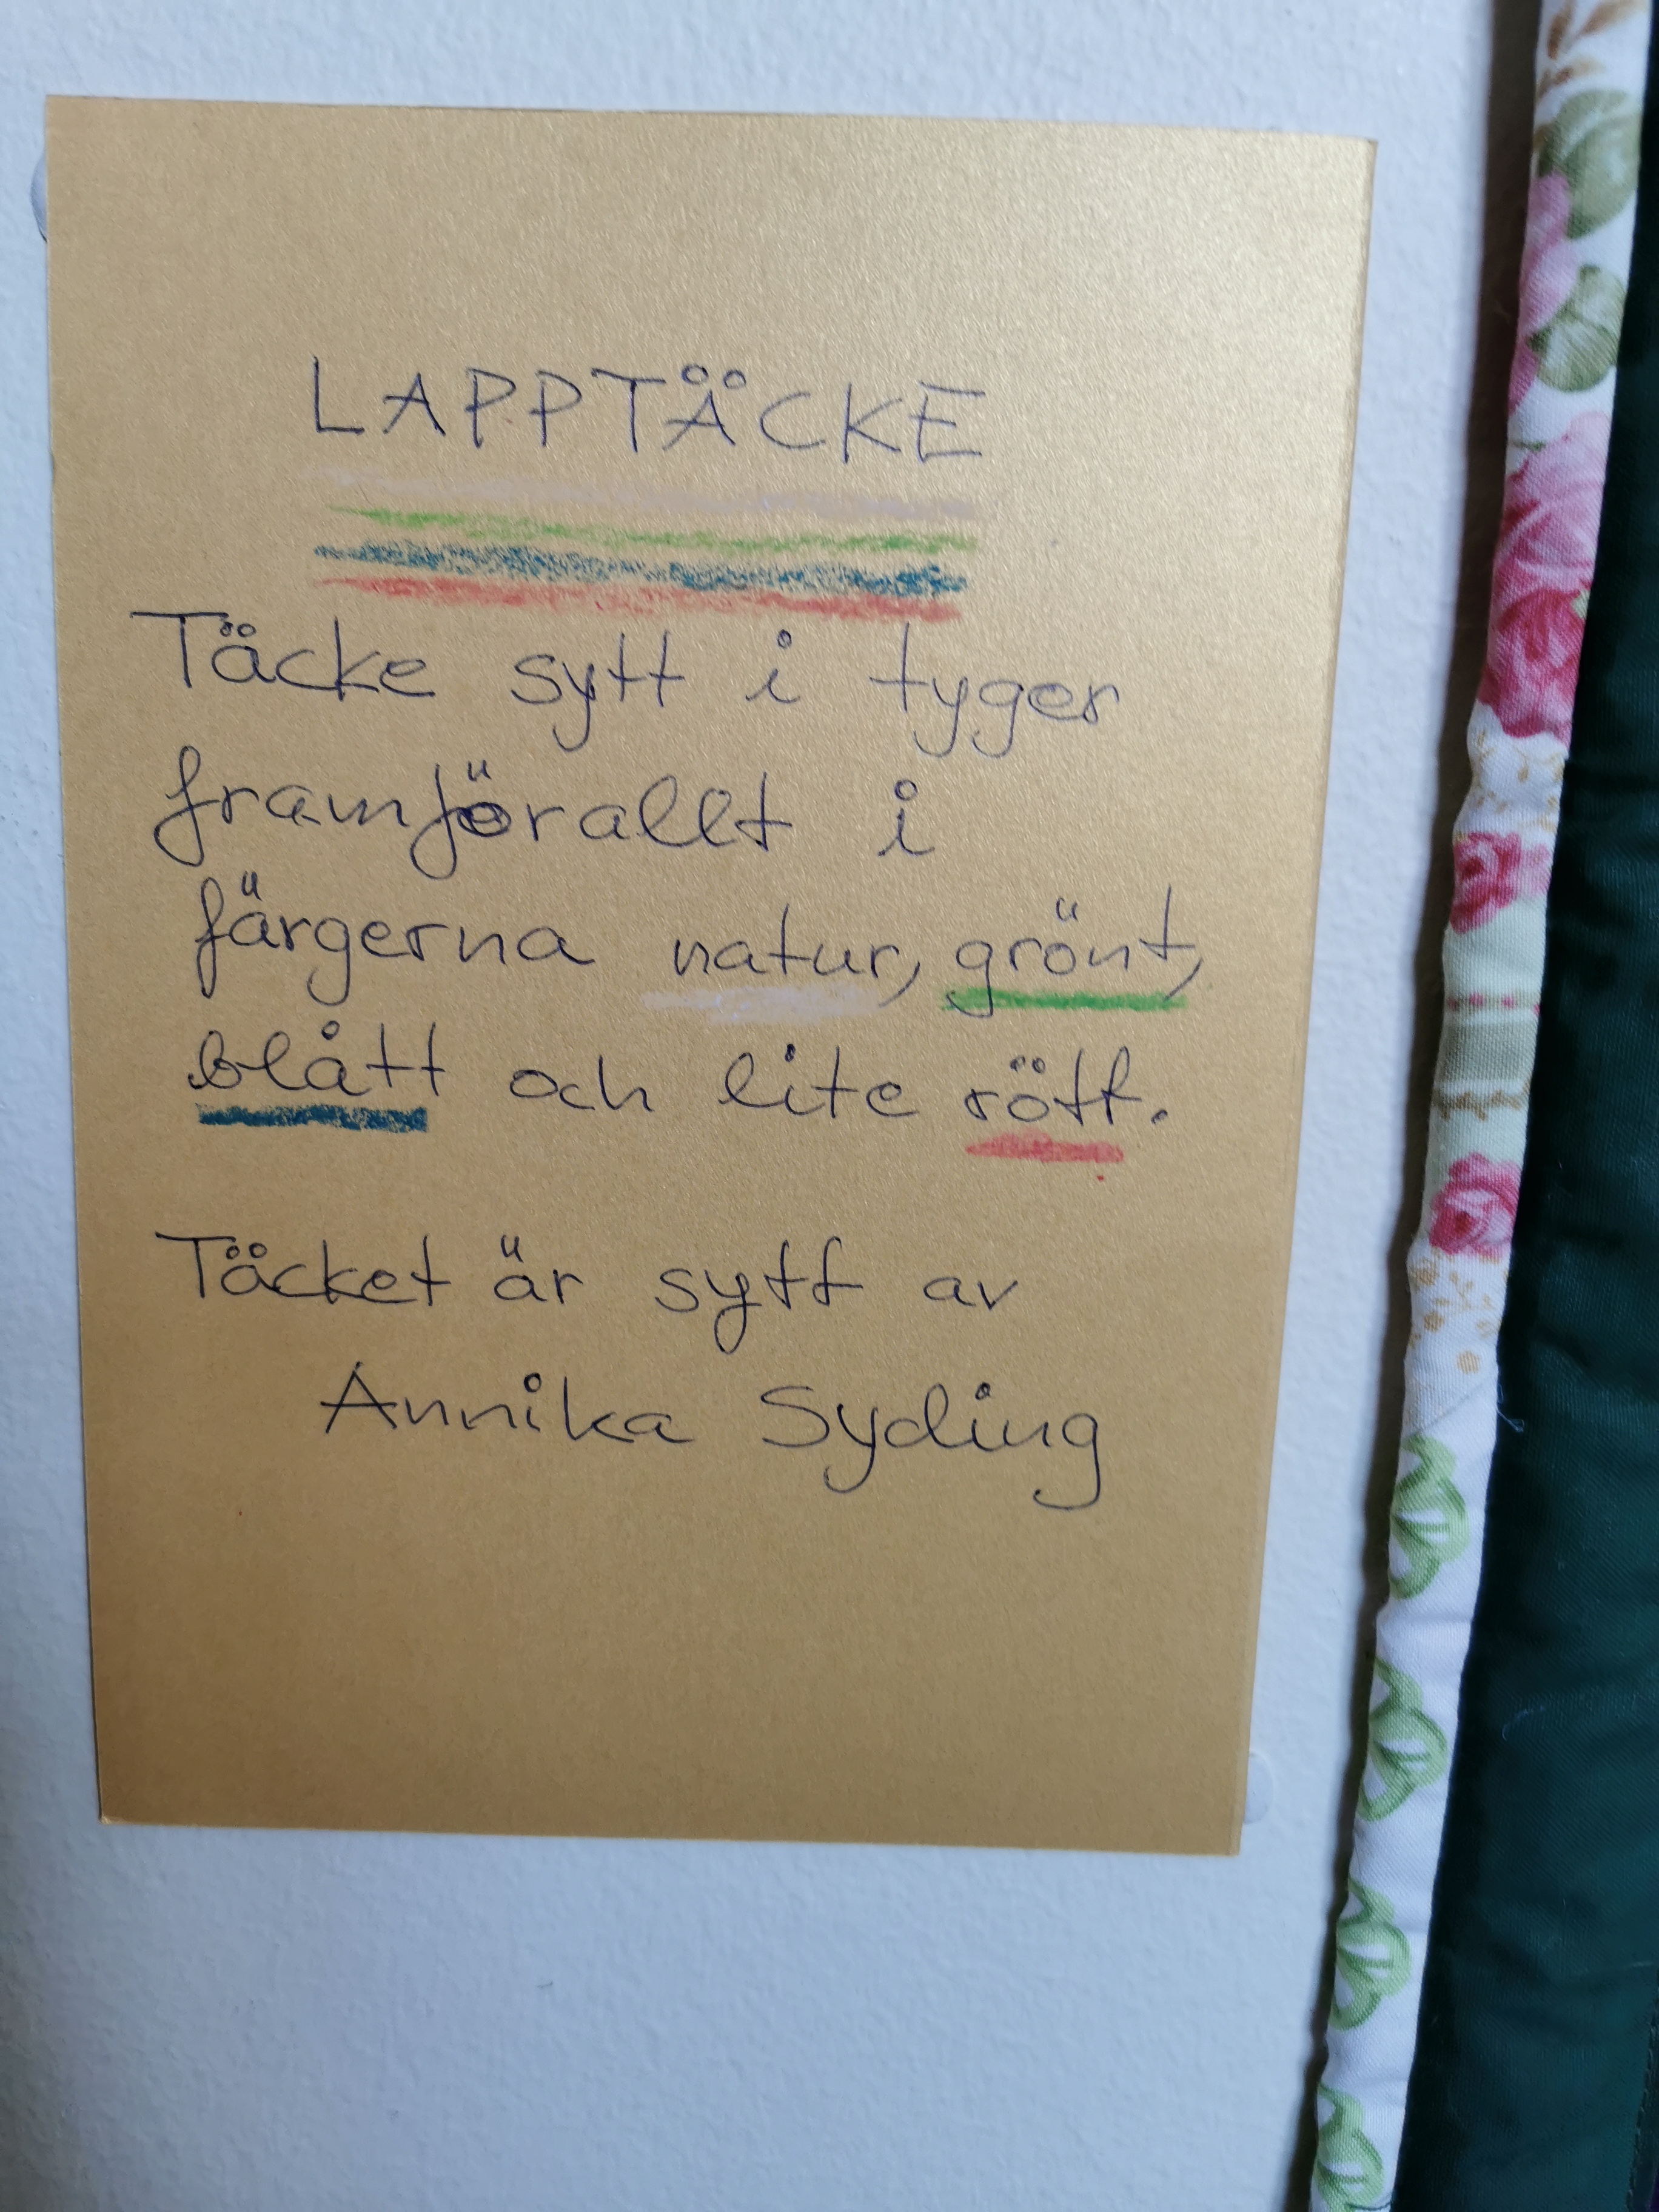 LAPPTÄCKE
Täcke sytt i tyger
framförallt i
färgerna natur, grönt,
blått och lite rött.
Täcket är sytt av
Annika Syding